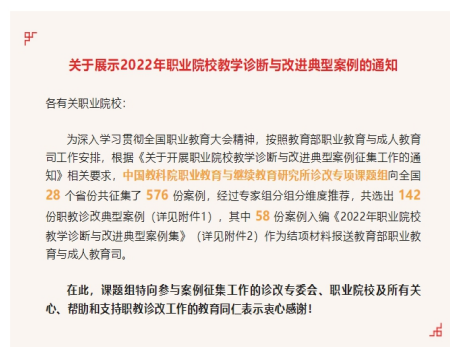 关于展示2022年职业院校教学诊断与改进典型案例的通知
各有关职业院校：
为深入学习贯彻全国职业教育大会精神，按照教育部职业教育与成人教育
司工作安排，根据《关于开展职业院校教学诊断与改进典型案例征集工作的通
知》相关要求，中国教科院职业教育与继续教育研究所诊改专项课题组向全国
28 个省份共征集了 576 份案例，经过专家组分组分维度推荐，共选出 142
份职教诊改典型案例（详见附件1），其中 58 份案例入编《2022年职业院校
教学诊断与改进典型案例集》（详见附件2）作为结项材料报送教育部职业教
育与成人教育司。
在此，课题组特向参与案例征集工作的诊改专委会、职业院校及所有关
心、帮助和支持职教诊改工作的教育同仁表示衷心感谢！